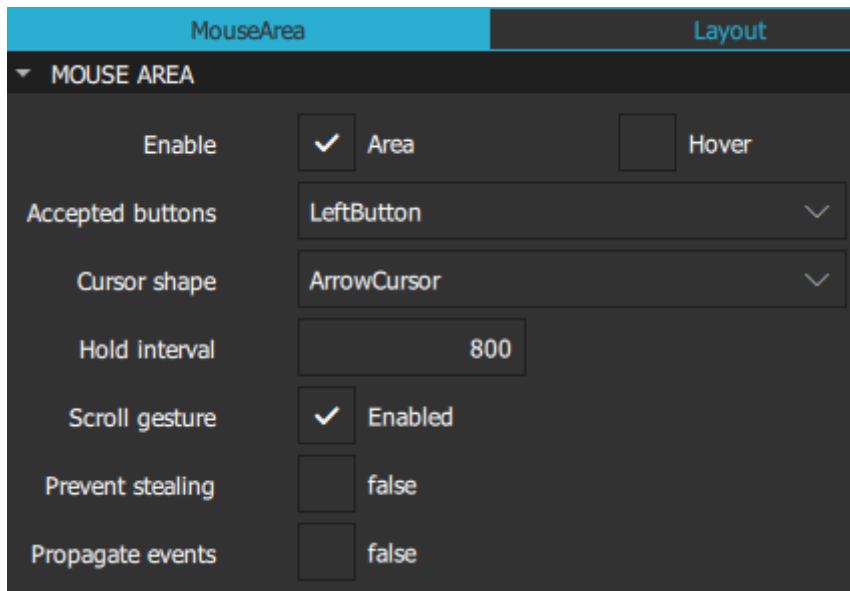 MouseArea Layout
MOUSE AREA
Enable Area Hover
Accepted buttons LeftButton
Cursor shape ArrowCursor
Hold interval 800
Scroll gesture Enabled
Prevent stealing false
Propagate events false